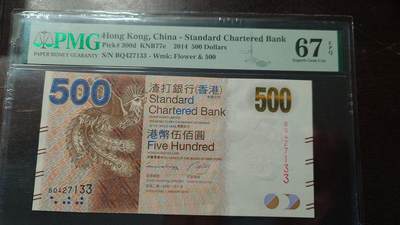 PMG
PAPER MONEY GUARANTY
Hong Kong, China - Standard Chartered Bank
Pick# 300d KNB77e 2014 500 Dollars
S/N BQ427133 - Wmk: Flower & 500
67 EPQ
Superb Gem Unc
500
渣打銀行(香港)
Standard
Chartered Bank
500
港幣伍佰圓
Five Hundred
BQ427133
BQ427133